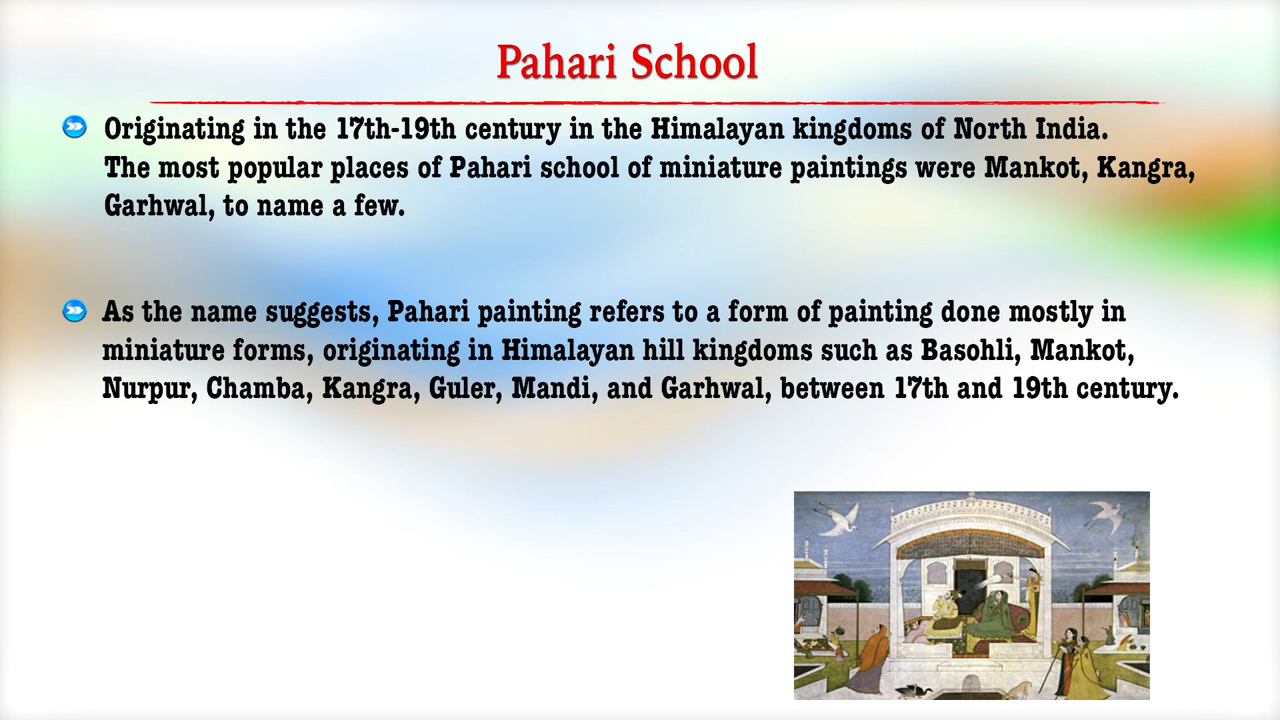 Pahari School
Originating in the 17th-19th century in the Himalayan kingdoms of North India.
The most popular places of Pahari school of miniature paintings were Mankot, Kangra,
Garhwal, to name a few.
As the name suggests, Pahari painting refers to a form of painting done mostly in
miniature forms, originating in Himalayan hill kingdoms such as Basohli, Mankot,
Nurpur, Chamba, Kangra, Guler, Mandi, and Garhwal, between 17th and 19th century.